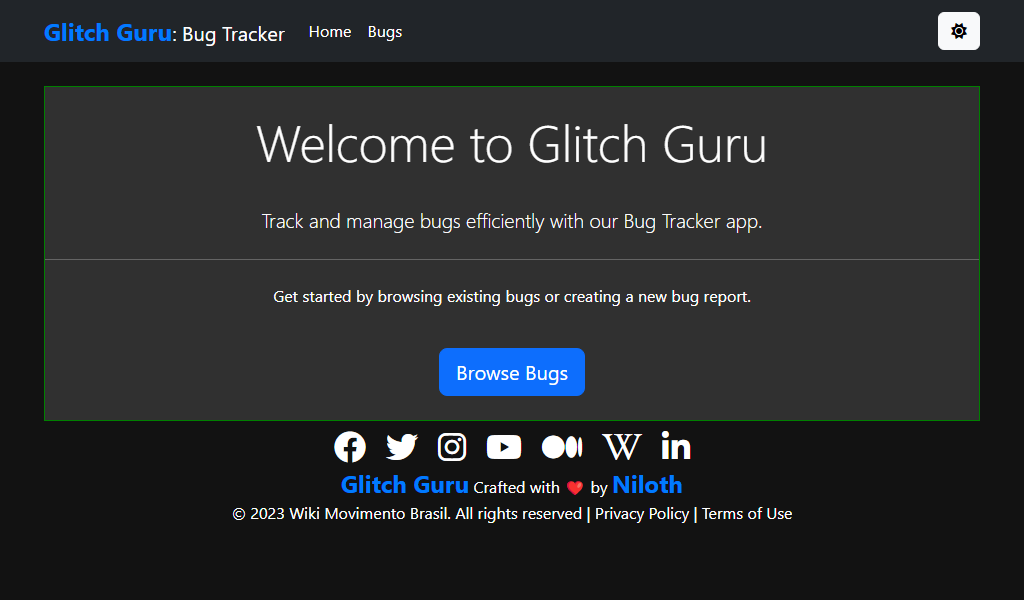 Glitch Guru: Bug Tracker Home Bugs
Welcome to Glitch Guru
Track and manage bugs efficiently with our Bug Tracker app.
Get started by browsing existing bugs or creating a new bug report.
Browse Bugs
Glitch Guru Crafted with ❤️ by Niloth
© 2023 Wiki Movimento Brasil. All rights reserved | Privacy Policy | Terms of Use